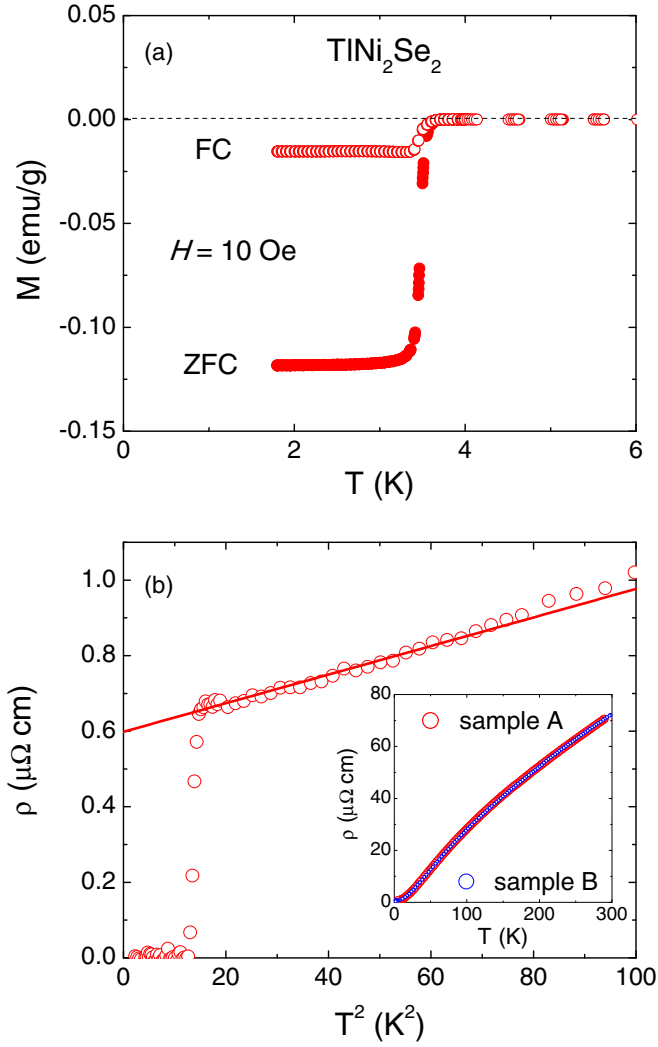 (a) TlNi₂Se₂
0.05
0.00
-0.05
-0.10
-0.15
M (emu/g)
FC
H = 10 Oe
ZFC
0 2 4 6
T (K)
(b)
1.0
0.8
0.6
0.4
0.2
0.0
ρ (μΩ cm)
0 20 40 60 80 100
T² (K²)
80
60
40
20
0
ρ (μΩ cm)
sample A
sample B
0 100 200 300
T (K)